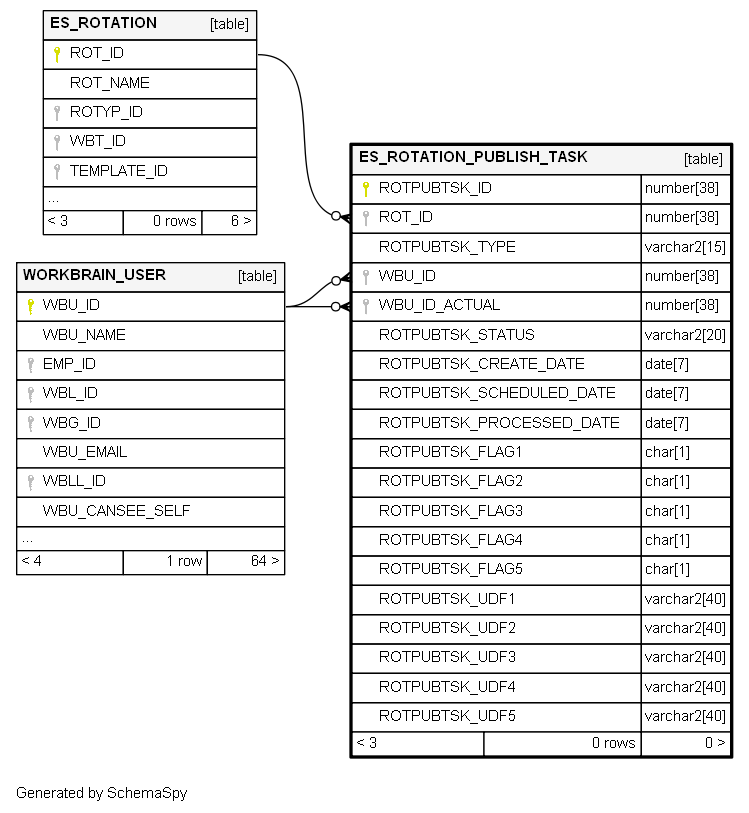 ES_ROTATION [table]
ROT_ID
ROT_NAME
ROTYP_ID
WBT_ID
TEMPLATE_ID
...
< 3 0 rows 6 >
WORKBRAIN_USER [table]
WBU_ID
WBU_NAME
EMP_ID
WBL_ID
WBG_ID
WBU_EMAIL
WBLL_ID
WBU_CANSEE_SELF
...
< 4 1 row 64 >
ES_ROTATION_PUBLISH_TASK [table]
ROTPUBTSK_ID number[38]
ROT_ID number[38]
ROTPUBTSK_TYPE varchar2[15]
WBU_ID number[38]
WBU_ID_ACTUAL number[38]
ROTPUBTSK_STATUS varchar2[20]
ROTPUBTSK_CREATE_DATE date[7]
ROTPUBTSK_SCHEDULED_DATE date[7]
ROTPUBTSK_PROCESSED_DATE date[7]
ROTPUBTSK_FLAG1 char[1]
ROTPUBTSK_FLAG2 char[1]
ROTPUBTSK_FLAG3 char[1]
ROTPUBTSK_FLAG4 char[1]
ROTPUBTSK_FLAG5 char[1]
ROTPUBTSK_UDF1 varchar2[40]
ROTPUBTSK_UDF2 varchar2[40]
ROTPUBTSK_UDF3 varchar2[40]
ROTPUBTSK_UDF4 varchar2[40]
ROTPUBTSK_UDF5 varchar2[40]
< 3 0 rows 0 >
Generated by SchemaSpy